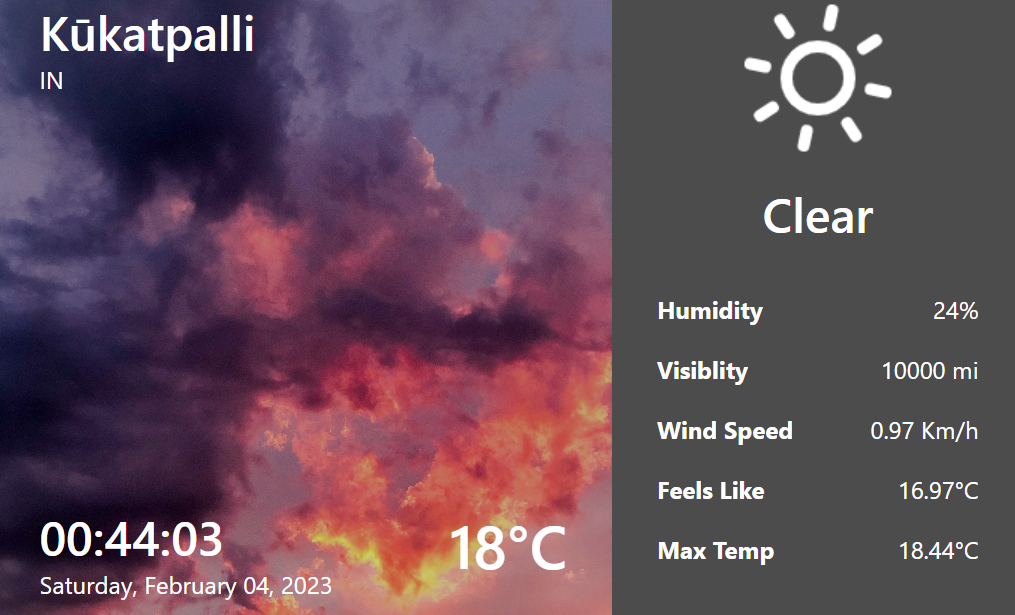 Kūkatpalli
IN
00:44:03
Saturday, February 04, 2023
18°C
Clear
Humidity 24%
Visiblity 10000 mi
Wind Speed 0.97 Km/h
Feels Like 16.97°C
Max Temp 18.44°C